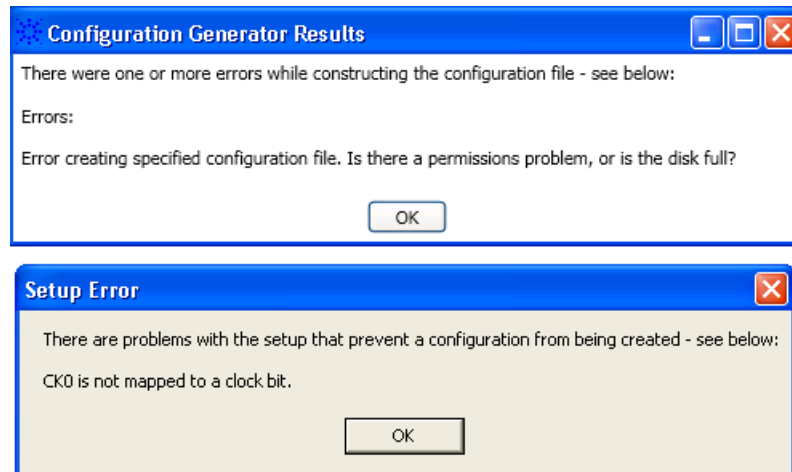 Configuration Generator Results
There were one or more errors while constructing the configuration file - see below:
Errors:
Error creating specified configuration file. Is there a permissions problem, or is the disk full?
OK
Setup Error
There are problems with the setup that prevent a configuration from being created - see below:
CK0 is not mapped to a clock bit.
OK